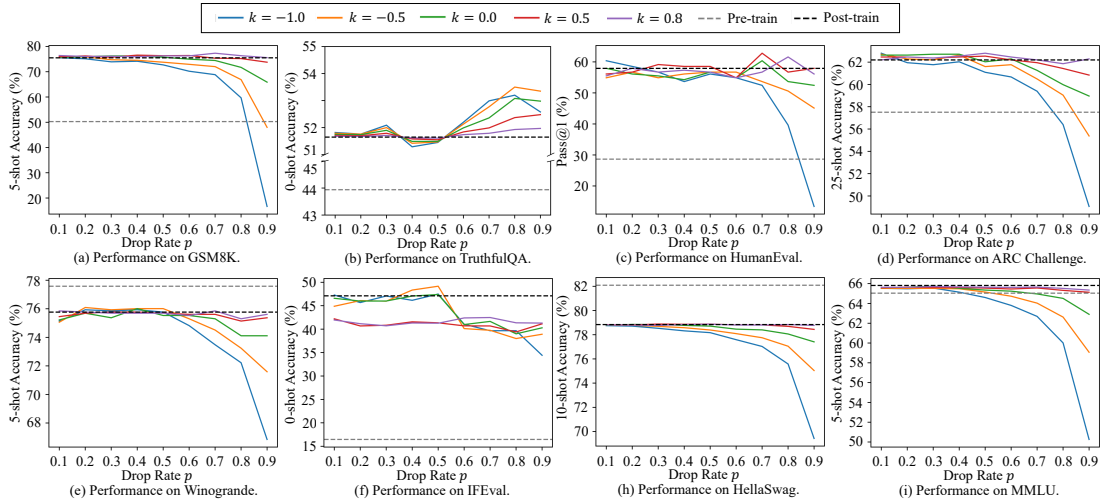 k = −1.0 k = −0.5 k = 0.0 k = 0.5 k = 0.8 Pre-train Post-train
80
70
60
50
40
30
20
5-shot Accuracy (%)
0.1 0.2 0.3 0.4 0.5 0.6 0.7 0.8 0.9
Drop Rate p
(a) Performance on GSM8K.
55
54
52
51
45
44
43
0-shot Accuracy (%)
0.1 0.2 0.3 0.4 0.5 0.6 0.7 0.8 0.9
Drop Rate p
(b) Performance on TruthfulQA.
60
50
40
30
20
Pass@1 (%)
0.1 0.2 0.3 0.4 0.5 0.6 0.7 0.8 0.9
Drop Rate p
(c) Performance on HumanEval.
62
60
58
56
54
52
50
25-shot Accuracy (%)
0.1 0.2 0.3 0.4 0.5 0.6 0.7 0.8 0.9
Drop Rate p
(d) Performance on ARC Challenge.
78
76
74
72
70
68
5-shot Accuracy (%)
0.1 0.2 0.3 0.4 0.5 0.6 0.7 0.8 0.9
Drop Rate p
(e) Performance on Winogrande.
50
45
40
35
30
25
20
15
0-shot Accuracy (%)
0.1 0.2 0.3 0.4 0.5 0.6 0.7 0.8 0.9
Drop Rate p
(f) Performance on IFEval.
82
80
78
76
74
72
70
10-shot Accuracy (%)
0.1 0.2 0.3 0.4 0.5 0.6 0.7 0.8 0.9
Drop Rate p
(h) Performance on HellaSwag.
66
64
62
60
58
56
54
52
50
5-shot Accuracy (%)
0.1 0.2 0.3 0.4 0.5 0.6 0.7 0.8 0.9
Drop Rate p
(i) Performance on MMLU.